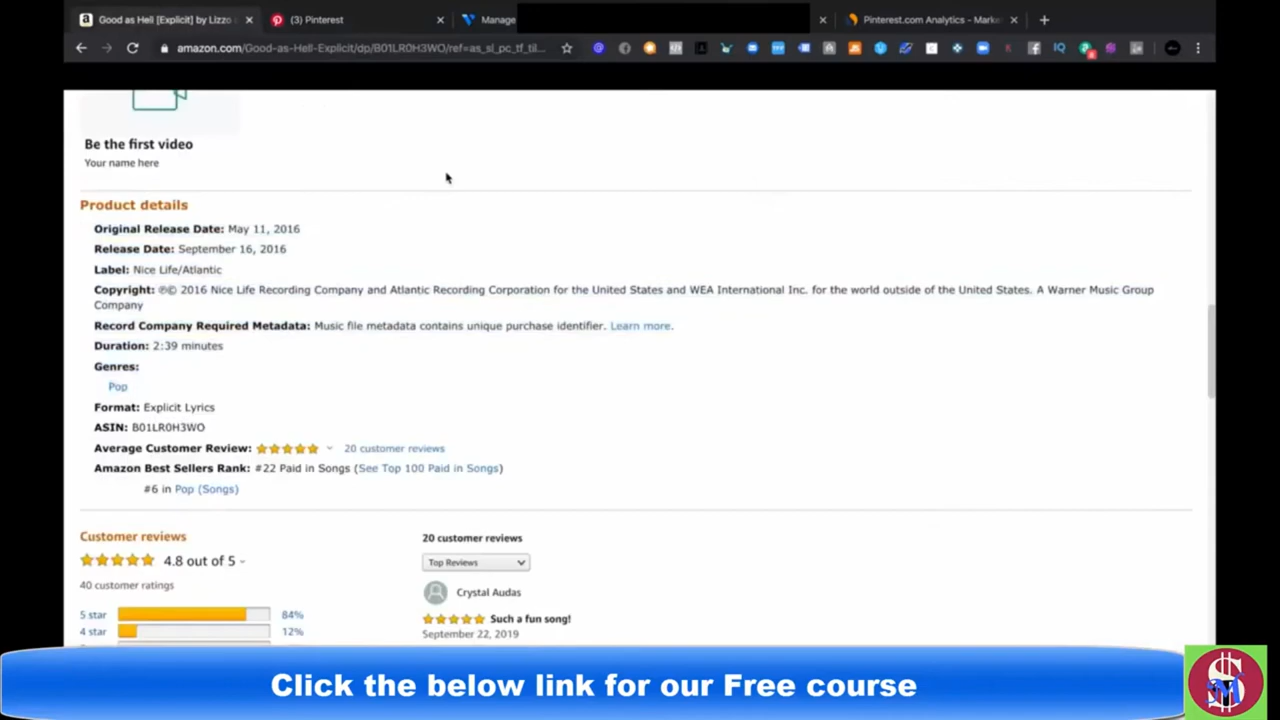 Good as Hell [Explicit] by Lizzo
(3) Pinterest
Manage
Pinterest.com Analytics - Marke
amazon.com/Good-as-Hell-Explicit/dp/B01LR0H3WO/ref=as_sl_pc_tf_til...
Be the first video
Your name here
Product details
Original Release Date: May 11, 2016
Release Date: September 16, 2016
Label: Nice Life/Atlantic
Copyright: ℗© 2016 Nice Life Recording Company and Atlantic Recording Corporation for the United States and WEA International Inc. for the world outside of the United States. A Warner Music Group
Company
Record Company Required Metadata: Music file metadata contains unique purchase identifier. Learn more.
Duration: 2:39 minutes
Genres:
Pop
Format: Explicit Lyrics
ASIN: B01LR0H3WO
Average Customer Review: 20 customer reviews
Amazon Best Sellers Rank: #22 Paid in Songs (See Top 100 Paid in Songs)
#6 in Pop (Songs)
Customer reviews
4.8 out of 5
40 customer ratings
5 star 84%
4 star 12%
20 customer reviews
Top Reviews
Crystal Audas
Such a fun song!
September 22, 2019
Click the below link for our Free course